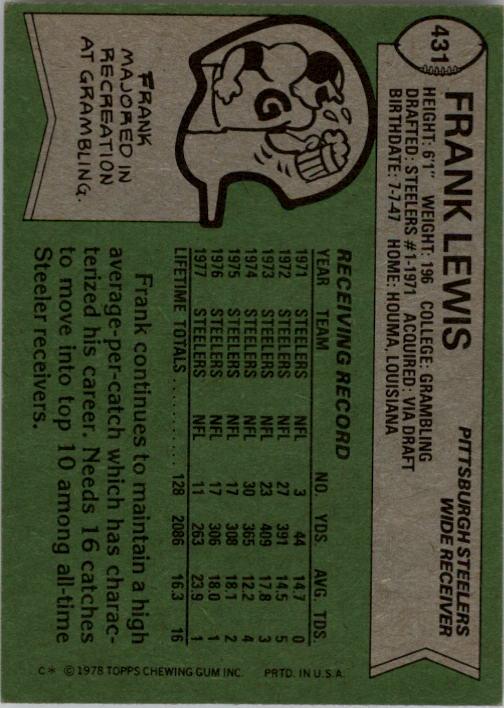 431
FRANK LEWIS
PITTSBURGH STEELERS
WIDE RECEIVER
HEIGHT: 6'1" WEIGHT: 196 COLLEGE: GRAMBLING
DRAFTED: STEELERS #1-1971 ACQUIRED: VIA DRAFT
BIRTHDATE: 7-7-47 HOME: HOUMA, LOUISIANA
G
FRANK
MAJORED IN
RECREATION
AT GRAMBLING.
RECEIVING RECORD
YEAR TEAM NO. YDS. AVG. TDS.
1971 STEELERS NFL 3 44 14.7 0
1972 STEELERS NFL 27 391 14.5 5
1973 STEELERS NFL 23 409 17.8 3
1974 STEELERS NFL 30 365 12.2 4
1975 STEELERS NFL 17 308 18.1 2
1976 STEELERS NFL 17 306 18.0 1
1977 STEELERS NFL 11 263 23.9 1
LIFETIME TOTALS .......... 128 2086 16.3 16
Frank continues to maintain a high
average-per-catch which has charac-
terized his career. Needs 16 catches
to move into top 10 among all-time
Steeler receivers.
C* © 1978 TOPPS CHEWING GUM INC. PRTD. IN U.S.A.